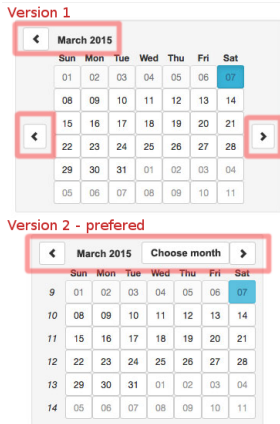 Version 1
March 2015
Sun Mon Tue Wed Thu Fri Sat
01 02 03 04 05 06 07
08 09 10 11 12 13 14
15 16 17 18 19 20 21
22 23 24 25 26 27 28
29 30 31 01 02 03 04
05 06 07 08 09 10 11
Version 2 - prefered
March 2015 Choose month
Sun Mon Tue Wed Thu Fri Sat
9 01 02 03 04 05 06 07
10 08 09 10 11 12 13 14
11 15 16 17 18 19 20 21
12 22 23 24 25 26 27 28
13 29 30 31 01 02 03 04
14 05 06 07 08 09 10 11